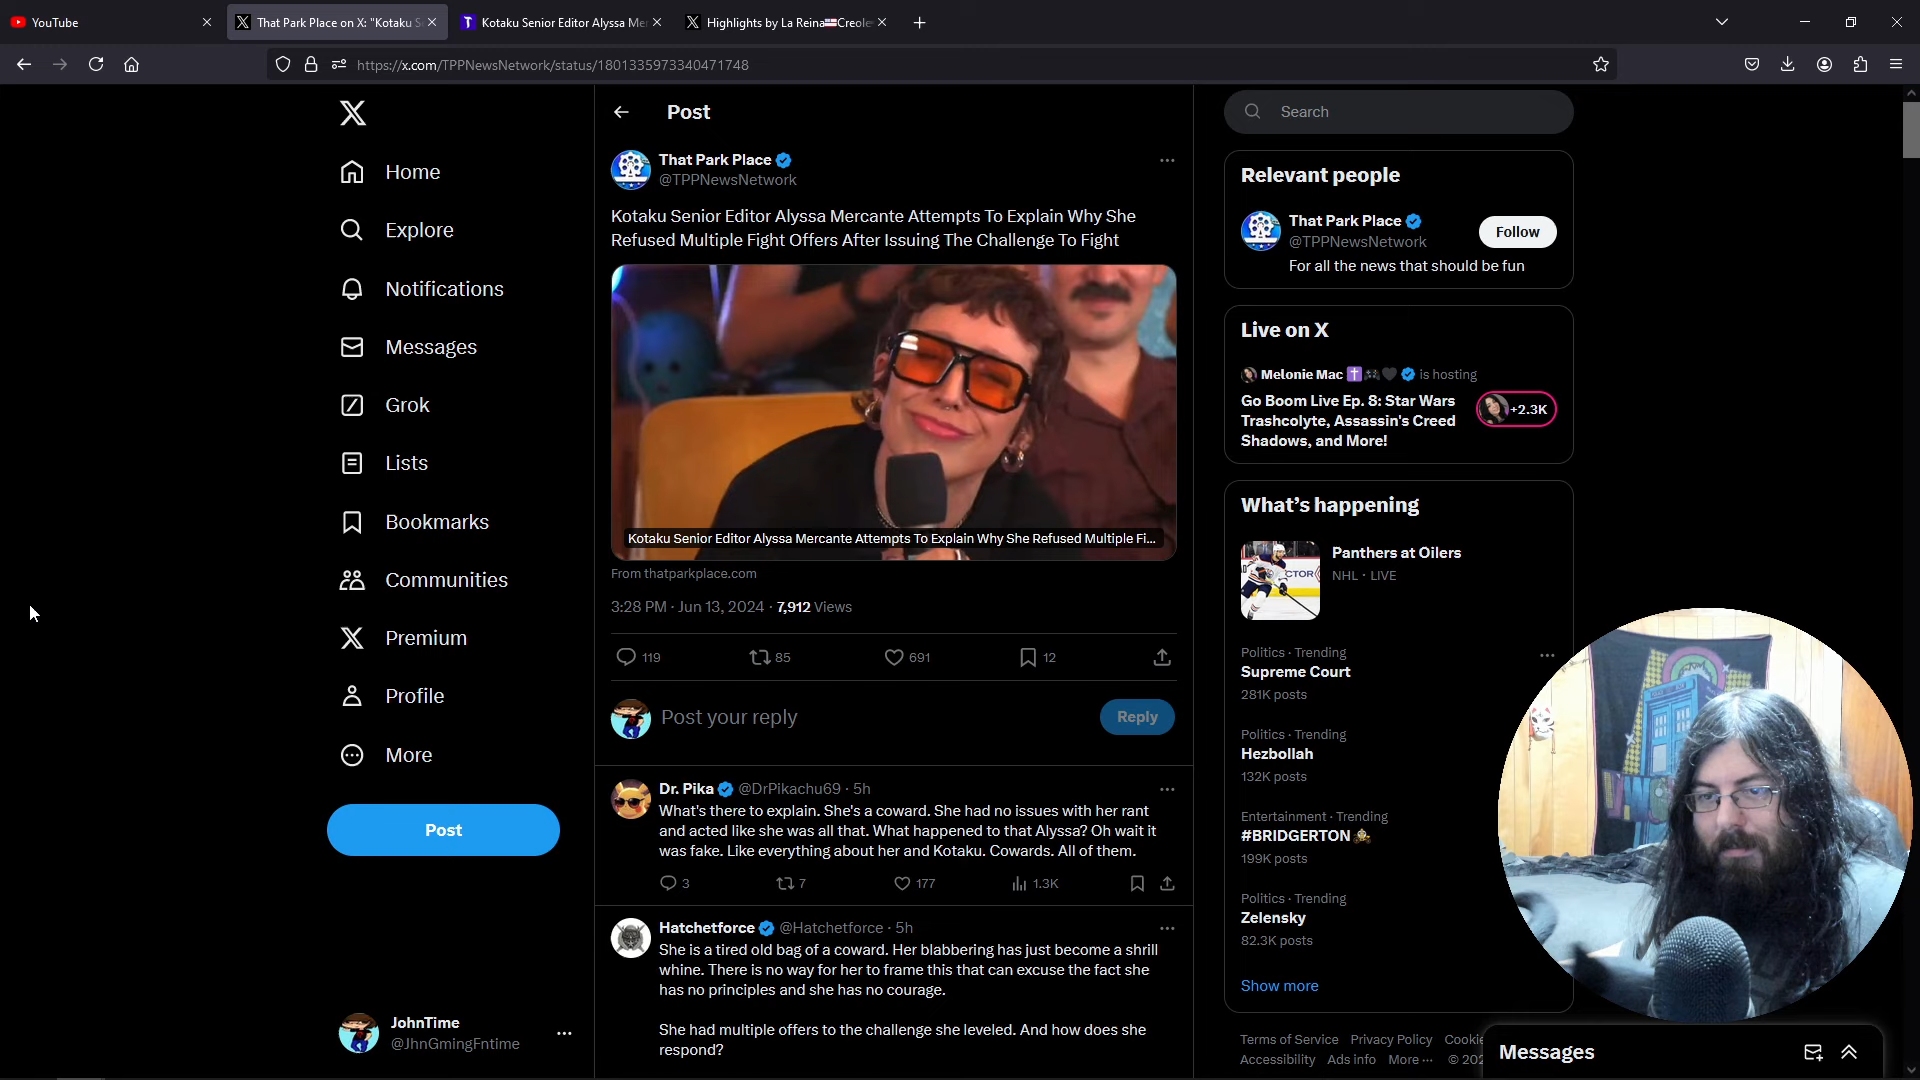 YouTube
That Park Place on X: "Kotaku S
Kotaku Senior Editor Alyssa Me
Highlights by La Reina Creole
https://x.com/TPPNewsNetwork/status/1801335973340471748
Home
Explore
Notifications
Messages
Grok
Lists
Bookmarks
Communities
Premium
Profile
More
Post
JohnTime
@JhnGmingFntime
Post
That Park Place
@TPPNewsNetwork
Kotaku Senior Editor Alyssa Mercante Attempts To Explain Why She
Refused Multiple Fight Offers After Issuing The Challenge To Fight
Kotaku Senior Editor Alyssa Mercante Attempts To Explain Why She Refused Multiple Fi...
From thatparkplace.com
3:28 PM · Jun 13, 2024 · 7,912 Views
119 85 691 12
Post your reply
Reply
Dr. Pika @DrPikachu69 · 5h
What's there to explain. She's a coward. She had no issues with her rant
and acted like she was all that. What happened to that Alyssa? Oh wait it
was fake. Like everything about her and Kotaku. Cowards. All of them.
3 7 177 1.3K
Hatchetforce @Hatchetforce · 5h
She is a tired old bag of a coward. Her blabbering has just become a shrill
whine. There is no way for her to frame this that can excuse the fact she
has no principles and she has no courage.
She had multiple offers to the challenge she leveled. And how does she
respond?
Search
Relevant people
That Park Place
@TPPNewsNetwork
Follow
For all the news that should be fun
Live on X
Melonie Mac is hosting
Go Boom Live Ep. 8: Star Wars
Trashcolyte, Assassin's Creed
Shadows, and More!
+2.3K
What's happening
CTOR
Panthers at Oilers
NHL · LIVE
Politics · Trending
Supreme Court
281K posts
Politics · Trending
Hezbollah
132K posts
Entertainment · Trending
#BRIDGERTON
199K posts
Politics · Trending
Zelensky
82.3K posts
Show more
Terms of Service Privacy Policy Cookie
Accessibility Ads info More ··· © 202
Messages